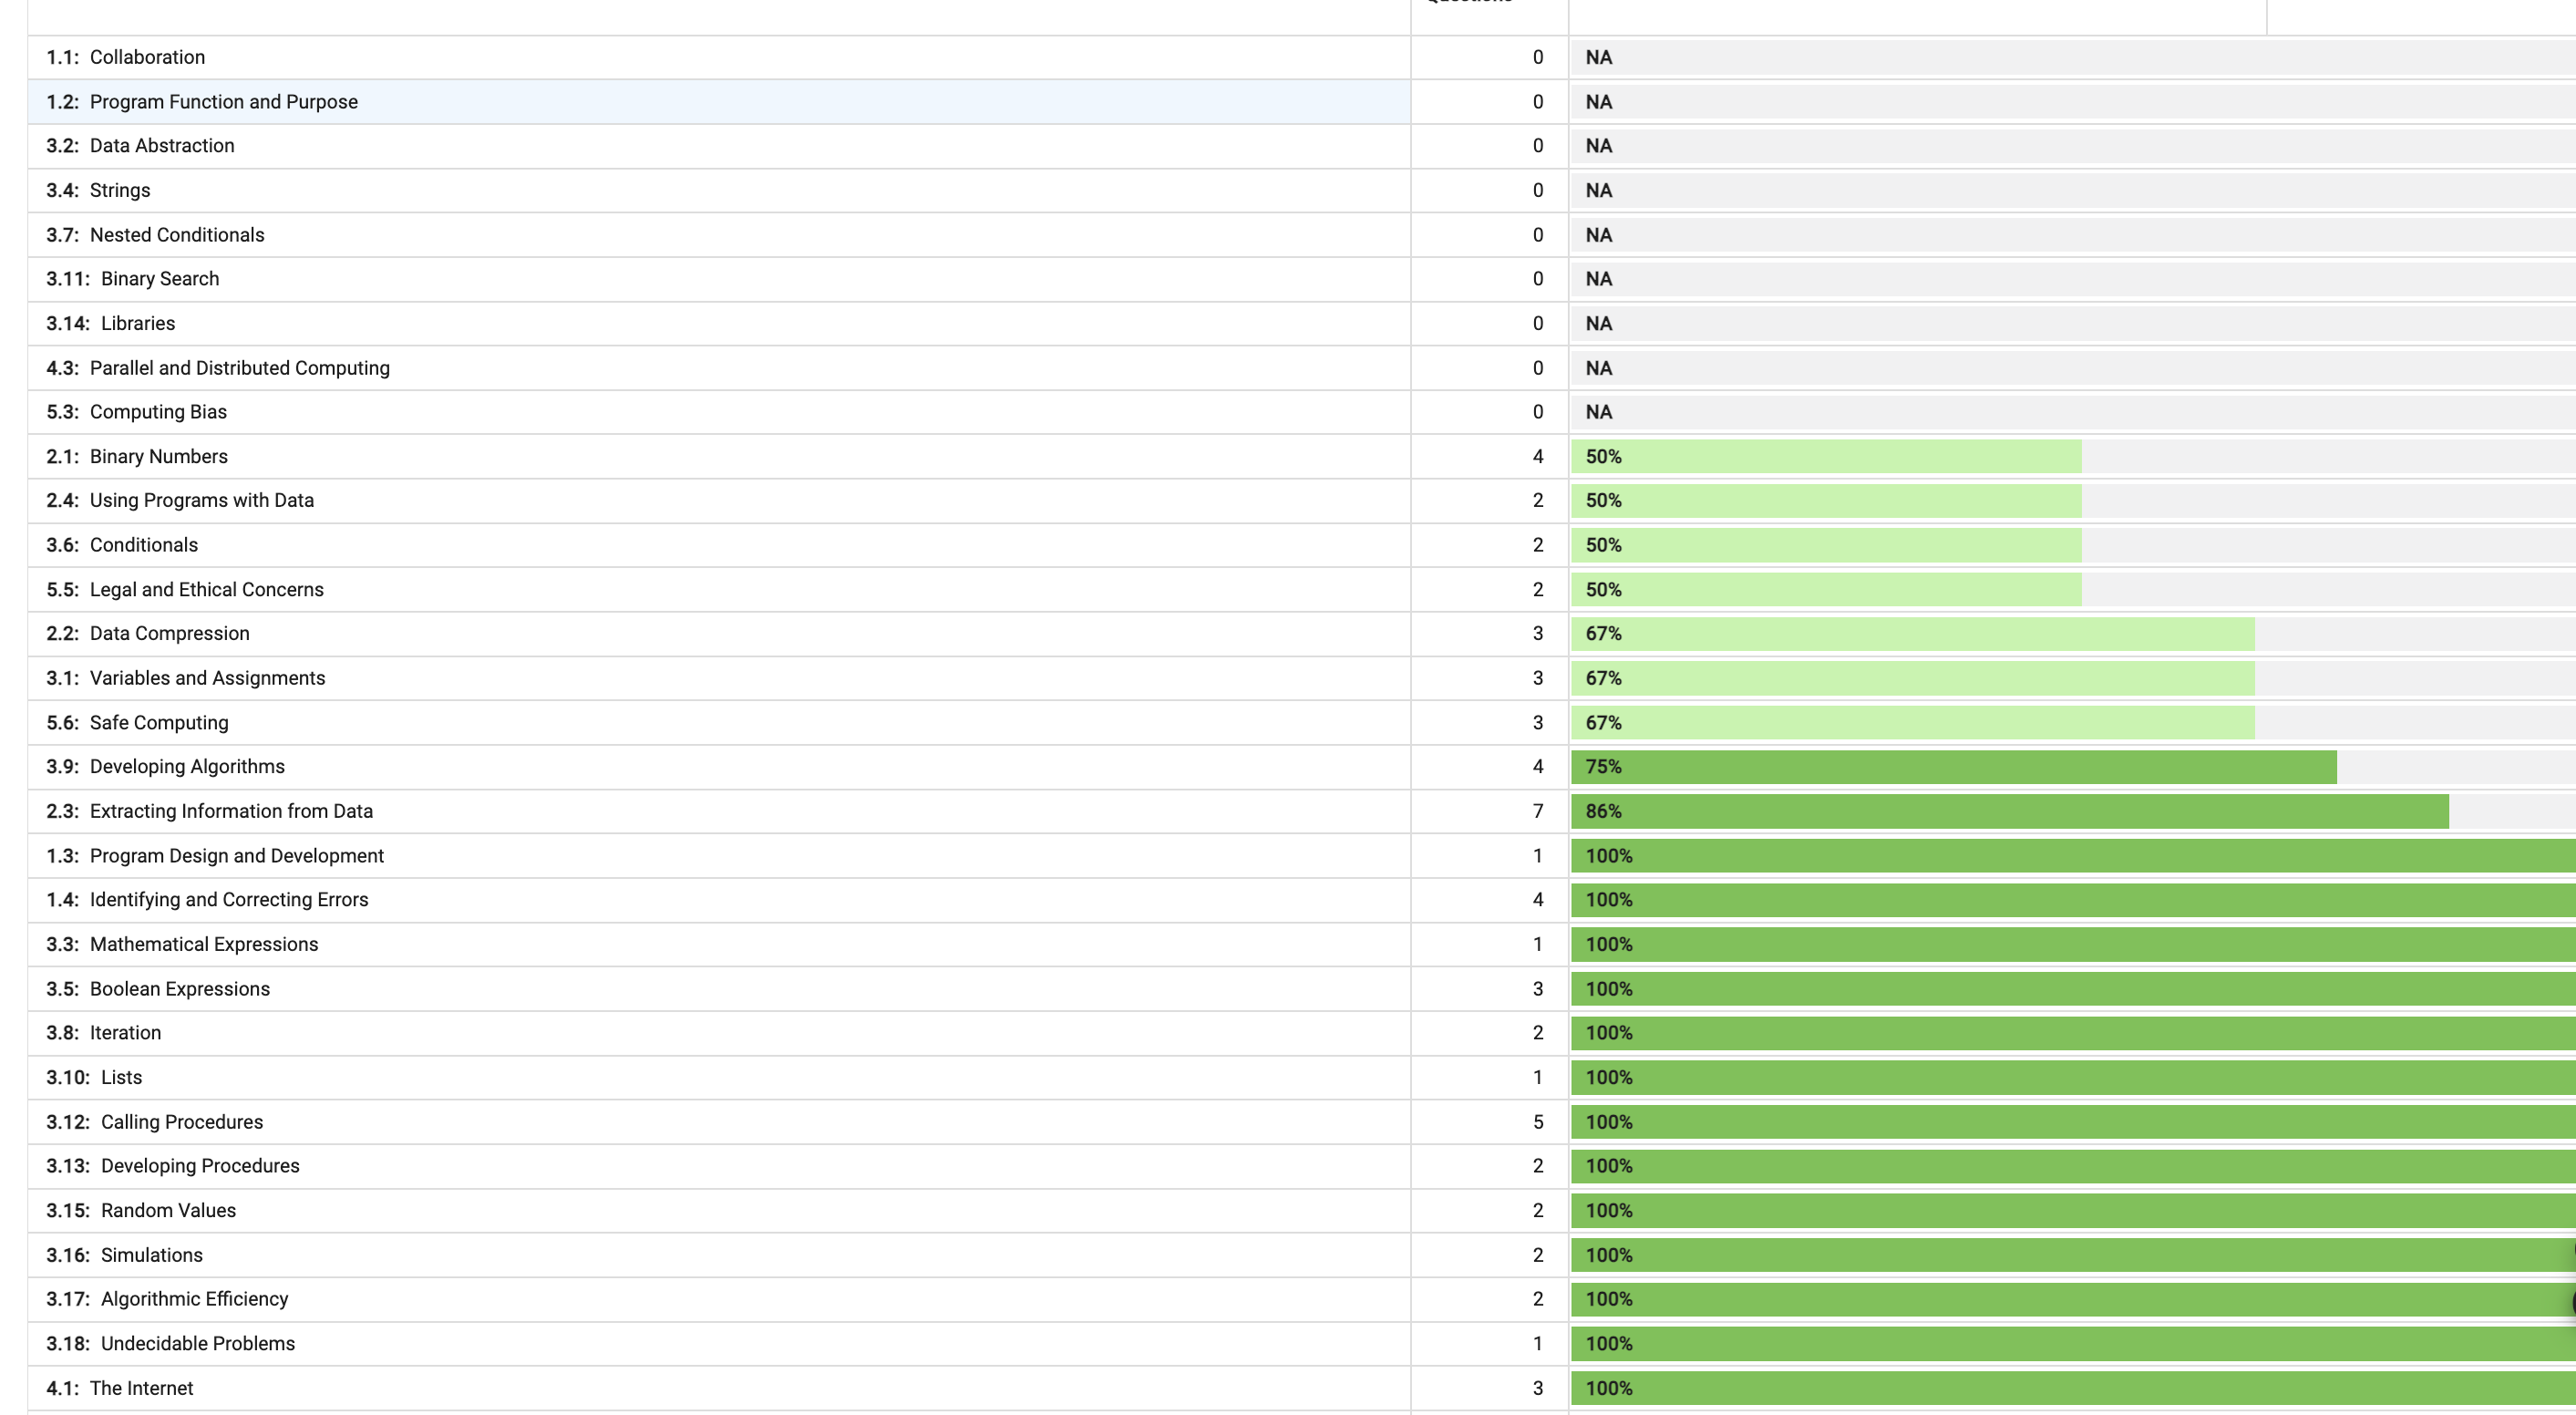 Questions
1.1: Collaboration 0 NA
1.2: Program Function and Purpose 0 NA
3.2: Data Abstraction 0 NA
3.4: Strings 0 NA
3.7: Nested Conditionals 0 NA
3.11: Binary Search 0 NA
3.14: Libraries 0 NA
4.3: Parallel and Distributed Computing 0 NA
5.3: Computing Bias 0 NA
2.1: Binary Numbers 4 50%
2.4: Using Programs with Data 2 50%
3.6: Conditionals 2 50%
5.5: Legal and Ethical Concerns 2 50%
2.2: Data Compression 3 67%
3.1: Variables and Assignments 3 67%
5.6: Safe Computing 3 67%
3.9: Developing Algorithms 4 75%
2.3: Extracting Information from Data 7 86%
1.3: Program Design and Development 1 100%
1.4: Identifying and Correcting Errors 4 100%
3.3: Mathematical Expressions 1 100%
3.5: Boolean Expressions 3 100%
3.8: Iteration 2 100%
3.10: Lists 1 100%
3.12: Calling Procedures 5 100%
3.13: Developing Procedures 2 100%
3.15: Random Values 2 100%
3.16: Simulations 2 100%
3.17: Algorithmic Efficiency 2 100%
3.18: Undecidable Problems 1 100%
4.1: The Internet 3 100%